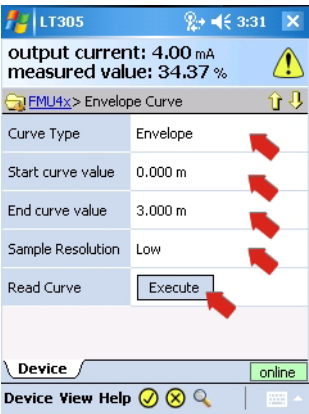 LT305 3:31
output current: 4.00 mA
measured value: 34.37 %
FMU4x> Envelope Curve
Curve Type Envelope
Start curve value 0.000 m
End curve value 3.000 m
Sample Resolution Low
Read Curve Execute
Device online
Device View Help